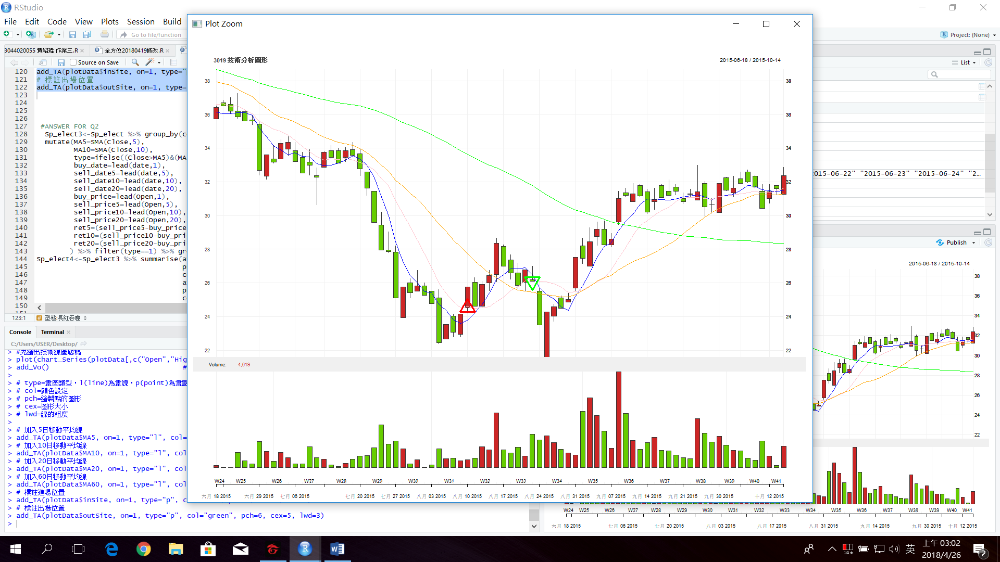 RStudio
File Edit Code View Plots Session Build
Go to file/function
Project: (None)
B044020055 黄紹瑋 作業三.R
全方位20180419修改.R
Source on Save
List
120 add_TA(plotData$inSite, on=1, type="
121 # 標註出場位置
122 add_TA(plotData$outSite, on=1, type=
123
124
125
126
127 #ANSWER FOR Q2
128 Sp_elect3<-Sp_elect %>% group_by(c
129 mutate(MA5=SMA(Close,5),
130 MA10=SMA(Close,10),
131 type=ifelse((Close>MA5)&(MA
132 buy_date=lead(date,1),
133 sell_date5=lead(date,5),
134 sell_date10=lead(date,10),
135 sell_date20=lead(date,20),
136 buy_price=lead(Open,1),
137 sell_price5=lead(Open,5),
138 sell_price10=lead(Open,10),
139 sell_price20=lead(Open,20),
140 ret5=(sell_price5-buy_price
141 ret10=(sell_price10-buy_pri
142 ret20=(sell_price20-buy_pri
143 ) %>% filter(type==1) %>% gr
144 Sp_elect4<-Sp_elect3 %>% summarise(a
145 p
146 c
147 a
148 p
149 c
150
123:1 型態:長紅吞噬
Console Terminal
C:/Users/USER/Desktop/
> #先繪出技術線圖底稿
> plot(chart_Series(plotData[,c("Open","Hig
> add_Vo() #
>
> # type=畫圖類型，l(line)為畫線，p(point)為畫點
> # col=顏色設定
> # pch=繪製點的圖形
> # cex=圖形大小
> # lwd=線的粗度
>
> # 加入5日移動平均線
> add_TA(plotData$MA5, on=1, type="l", col=
> # 加入10日移動平均線
> add_TA(plotData$MA10, on=1, type="l", col
> # 加入20日移動平均線
> add_TA(plotData$MA20, on=1, type="l", col
> # 加入60日移動平均線
> add_TA(plotData$MA60, on=1, type="l", col
> # 標註進場位置
> add_TA(plotData$inSite, on=1, type="p", c
> # 標註出場位置
> add_TA(plotData$outSite, on=1, type="p", col="green", pch=6, cex=5, lwd=3)
>
Plot Zoom
3019 技術分析圖形
2015-06-18 / 2015-10-14
38 38
36 36
34 34
32 32
30 30
28 28
26 26
24 24
22 22
Volume: 4,019
W24 W25 W26 W27 W28 W29 W30 W31 W32 W33 W34 W35 W36 W37 W38 W39 W40 W41
六月 18 2015 六月 29 2015 七月 06 2015 七月 20 2015 七月 27 2015 八月 03 2015 八月 10 2015 八月 17 2015 八月 24 2015 八月 31 2015 九月 07 2015 九月 14 2015 九月 21 2015 九月 30 2015 十月 12 2015
2015-06-22" "2015-06-23" "2015-06-24" "2...
Publish
2015-06-18 / 2015-10-14
38
36
34
32
30
28
26
24
22
W24 W25 W26 W27 W28 W29 W30 W31 W32 W33 W34 W35 W36 W37 W38 W39 W40 W41
六月 18 2015 七月 06 2015 七月 20 2015 八月 03 2015 八月 17 2015 八月 31 2015 九月 14 2015 九月 30 2015 十月 12 2015
英
上午 03:02
2018/4/26
2